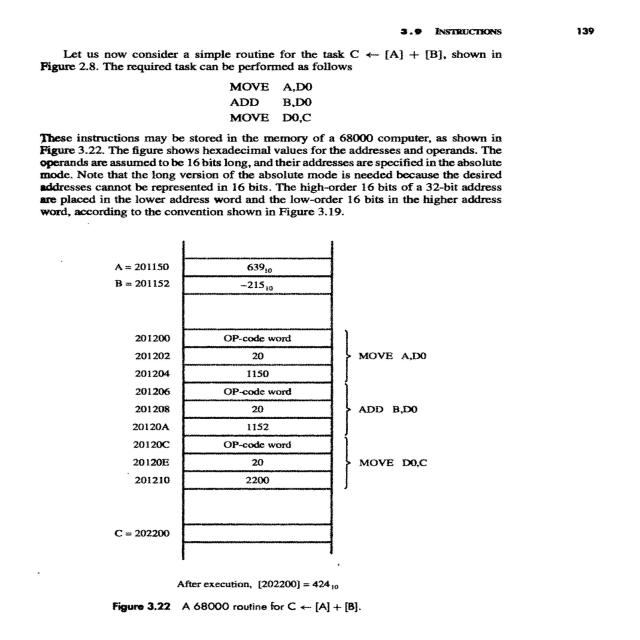 3.9 INSTRUCTIONS 139
Let us now consider a simple routine for the task C ← [A] + [B], shown in
Figure 2.8. The required task can be performed as follows
MOVE A,D0
ADD B,D0
MOVE D0,C
These instructions may be stored in the memory of a 68000 computer, as shown in
Figure 3.22. The figure shows hexadecimal values for the addresses and operands. The
operands are assumed to be 16 bits long, and their addresses are specified in the absolute
mode. Note that the long version of the absolute mode is needed because the desired
addresses cannot be represented in 16 bits. The high-order 16 bits of a 32-bit address
are placed in the lower address word and the low-order 16 bits in the higher address
word, according to the convention shown in Figure 3.19.
A = 201150 639₁₀
B = 201152 −215₁₀
201200 OP-code word
201202 20 MOVE A,D0
201204 1150
201206 OP-code word
201208 20 ADD B,D0
20120A 1152
20120C OP-code word
20120E 20 MOVE D0,C
201210 2200
C = 202200
After execution, [202200] = 424₁₀
Figure 3.22 A 68000 routine for C ← [A] + [B].